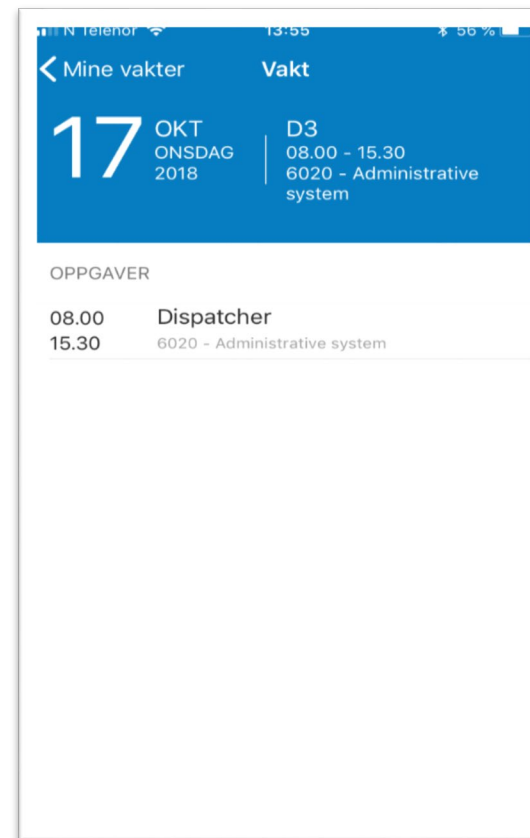 N Telenor 13:55 56 %
Mine vakter Vakt
17 OKT ONSDAG 2018
D3
08.00 - 15.30
6020 - Administrative
system
OPPGAVER
08.00 Dispatcher
15.30 6020 - Administrative system